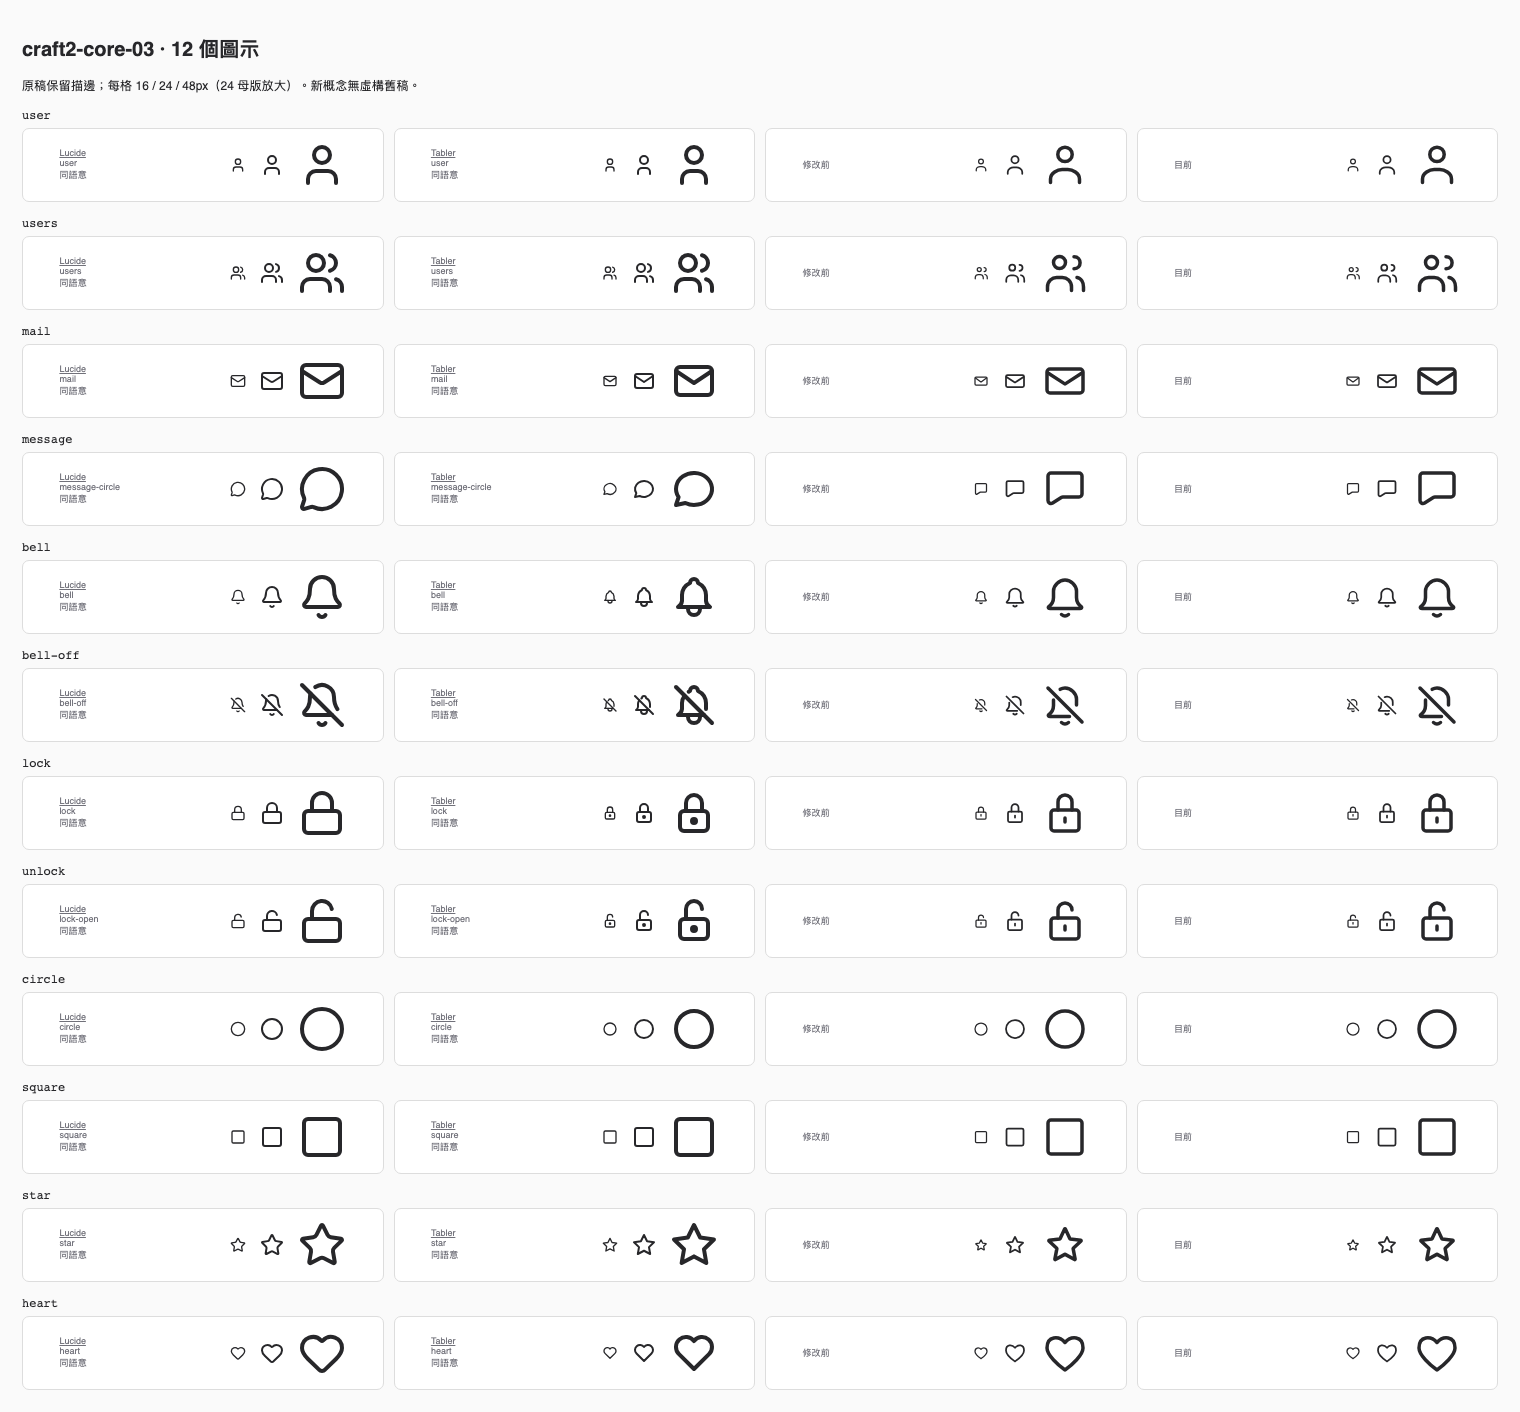 craft2-core-03 · 12 個圖示
原稿保留描邊；每格 16 / 24 / 48px（24 母版放大）。新概念無虛構舊稿。
user
Lucide
user
同語意
Tabler
user
同語意
修改前
目前
users
Lucide
users
同語意
Tabler
users
同語意
修改前
目前
mail
Lucide
mail
同語意
Tabler
mail
同語意
修改前
目前
message
Lucide
message-circle
同語意
Tabler
message-circle
同語意
修改前
目前
bell
Lucide
bell
同語意
Tabler
bell
同語意
修改前
目前
bell-off
Lucide
bell-off
同語意
Tabler
bell-off
同語意
修改前
目前
lock
Lucide
lock
同語意
Tabler
lock
同語意
修改前
目前
unlock
Lucide
lock-open
同語意
Tabler
lock-open
同語意
修改前
目前
circle
Lucide
circle
同語意
Tabler
circle
同語意
修改前
目前
square
Lucide
square
同語意
Tabler
square
同語意
修改前
目前
star
Lucide
star
同語意
Tabler
star
同語意
修改前
目前
heart
Lucide
heart
同語意
Tabler
heart
同語意
修改前
目前